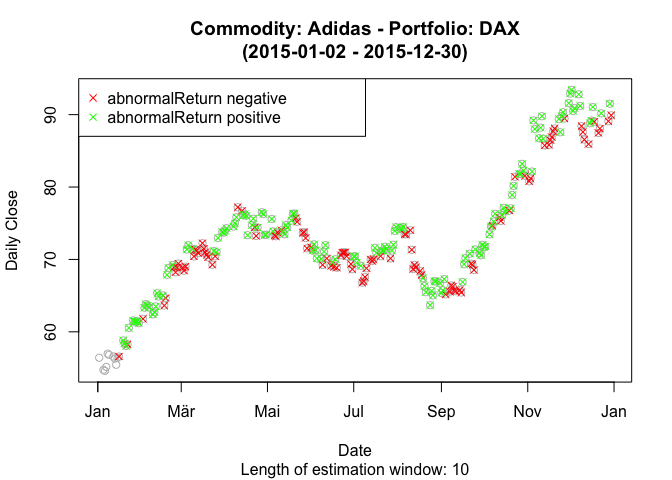 Commodity: Adidas - Portfolio: DAX
(2015-01-02 - 2015-12-30)
abnormalReturn negative
abnormalReturn positive
Daily Close
90
80
70
60
Jan Mär Mai Jul Sep Nov Jan
Date
Length of estimation window: 10